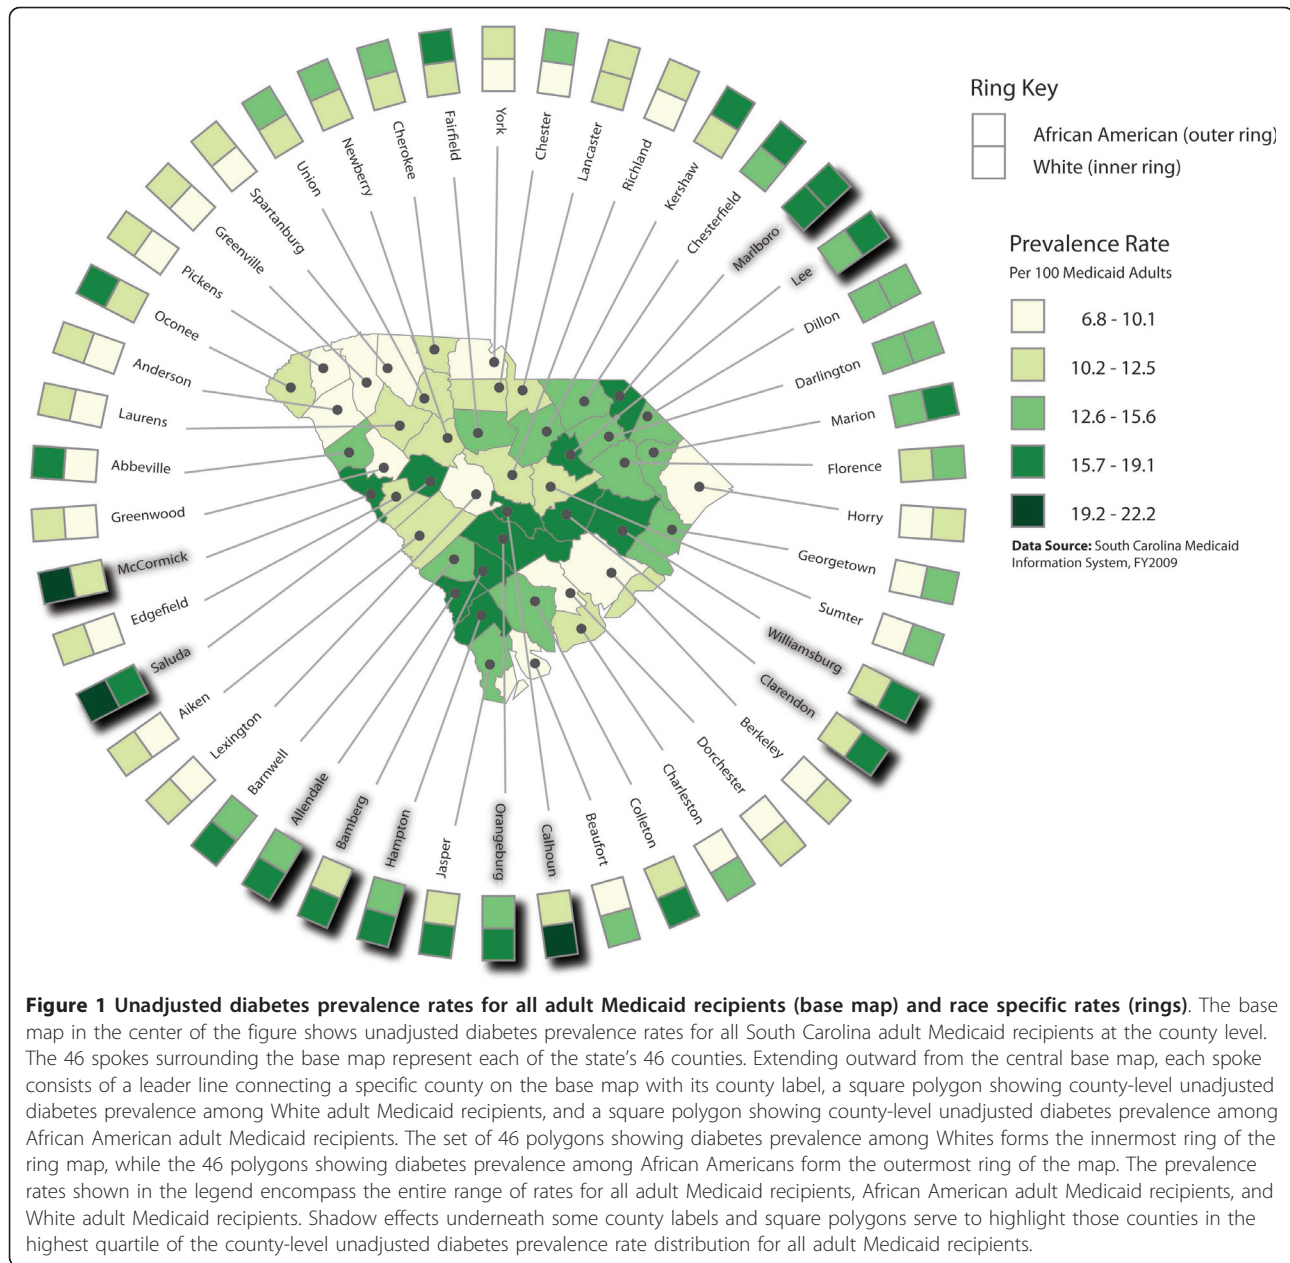 Ring Key
African American (outer ring)
White (inner ring)
Prevalence Rate
Per 100 Medicaid Adults
6.8 - 10.1
10.2 - 12.5
12.6 - 15.6
15.7 - 19.1
19.2 - 22.2
Data Source: South Carolina Medicaid
Information System, FY2009
York
Chester
Lancaster
Richland
Kershaw
Chesterfield
Marlboro
Lee
Dillon
Darlington
Marion
Florence
Horry
Georgetown
Sumter
Williamsburg
Clarendon
Berkeley
Dorchester
Charleston
Colleton
Beaufort
Calhoun
Orangeburg
Jasper
Hampton
Bamberg
Allendale
Barnwell
Lexington
Aiken
Saluda
Edgefield
McCormick
Greenwood
Abbeville
Laurens
Anderson
Oconee
Pickens
Greenville
Spartanburg
Union
Newberry
Cherokee
Fairfield
Figure 1 Unadjusted diabetes prevalence rates for all adult Medicaid recipients (base map) and race specific rates (rings). The base
map in the center of the figure shows unadjusted diabetes prevalence rates for all South Carolina adult Medicaid recipients at the county level.
The 46 spokes surrounding the base map represent each of the state's 46 counties. Extending outward from the central base map, each spoke
consists of a leader line connecting a specific county on the base map with its county label, a square polygon showing county-level unadjusted
diabetes prevalence among White adult Medicaid recipients, and a square polygon showing county-level unadjusted diabetes prevalence among
African American adult Medicaid recipients. The set of 46 polygons showing diabetes prevalence among Whites forms the innermost ring of the
ring map, while the 46 polygons showing diabetes prevalence among African Americans form the outermost ring of the map. The prevalence
rates shown in the legend encompass the entire range of rates for all adult Medicaid recipients, African American adult Medicaid recipients, and
White adult Medicaid recipients. Shadow effects underneath some county labels and square polygons serve to highlight those counties in the
highest quartile of the county-level unadjusted diabetes prevalence rate distribution for all adult Medicaid recipients.